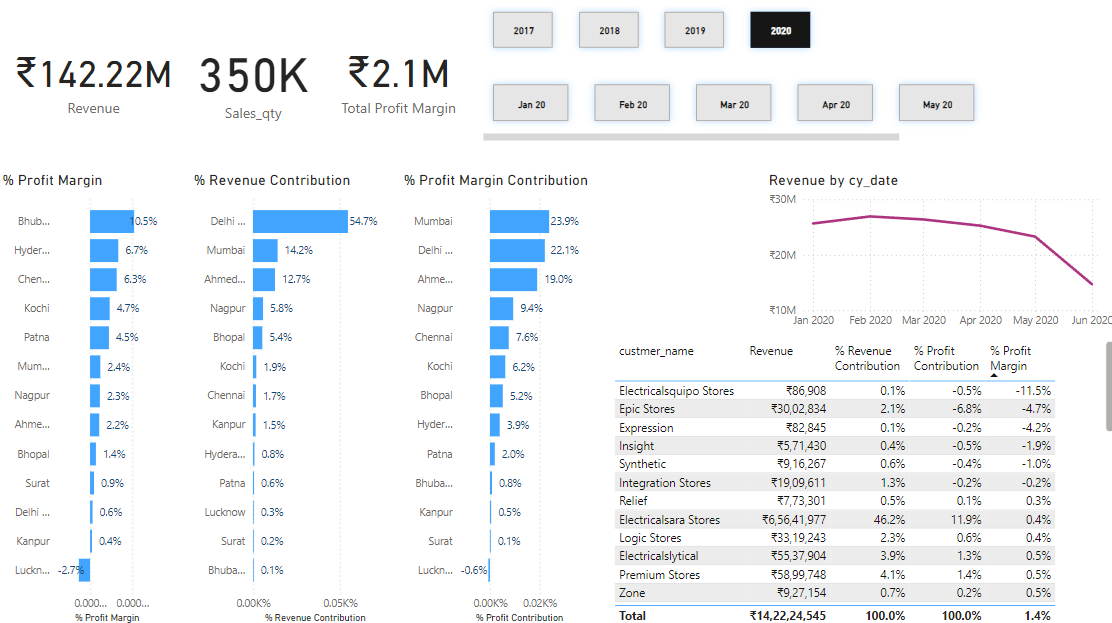 2017 2018 2019 2020
₹142.22M 350K ₹2.1M
Revenue Sales_qty Total Profit Margin
Jan 20 Feb 20 Mar 20 Apr 20 May 20
% Profit Margin
Bhub... 10.5%
Hyder... 6.7%
Chen... 6.3%
Kochi 4.7%
Patna 4.5%
Mum... 2.4%
Nagpur 2.3%
Ahme... 2.2%
Bhopal 1.4%
Surat 0.9%
Delhi ... 0.6%
Kanpur 0.4%
Luckn... -2.7%
0.000... 0.000...
% Profit Margin
% Revenue Contribution
Delhi ... 54.7%
Mumbai 14.2%
Ahmed... 12.7%
Nagpur 5.8%
Bhopal 5.4%
Kochi 1.9%
Chennai 1.7%
Kanpur 1.5%
Hydera... 0.8%
Patna 0.6%
Lucknow 0.3%
Surat 0.2%
Bhuba... 0.1%
0.00K% 0.05K%
% Revenue Contribution
% Profit Margin Contribution
Mumbai 23.9%
Delhi ... 22.1%
Ahme... 19.0%
Nagpur 9.4%
Chennai 7.6%
Kochi 6.2%
Bhopal 5.2%
Hyder... 3.9%
Patna 2.0%
Bhuba... 0.8%
Kanpur 0.5%
Surat 0.1%
Luckn... -0.6%
0.00K% 0.02K%
% Profit Contribution
Revenue by cy_date
₹30M
₹20M
₹10M
Jan 2020 Feb 2020 Mar 2020 Apr 2020 May 2020 Jun 2020
custmer_name Revenue % Revenue % Profit % Profit
Contribution Contribution Margin
Electricalsquipo Stores ₹86,908 0.1% -0.5% -11.5%
Epic Stores ₹30,02,834 2.1% -6.8% -4.7%
Expression ₹82,845 0.1% -0.2% -4.2%
Insight ₹5,71,430 0.4% -0.5% -1.9%
Synthetic ₹9,16,267 0.6% -0.4% -1.0%
Integration Stores ₹19,09,611 1.3% -0.2% -0.2%
Relief ₹7,73,301 0.5% 0.1% 0.3%
Electricalsara Stores ₹6,56,41,977 46.2% 11.9% 0.4%
Logic Stores ₹33,19,243 2.3% 0.6% 0.4%
Electricalslytical ₹55,37,904 3.9% 1.3% 0.5%
Premium Stores ₹58,99,748 4.1% 1.4% 0.5%
Zone ₹9,27,154 0.7% 0.2% 0.5%
Total ₹14,22,24,545 100.0% 100.0% 1.4%